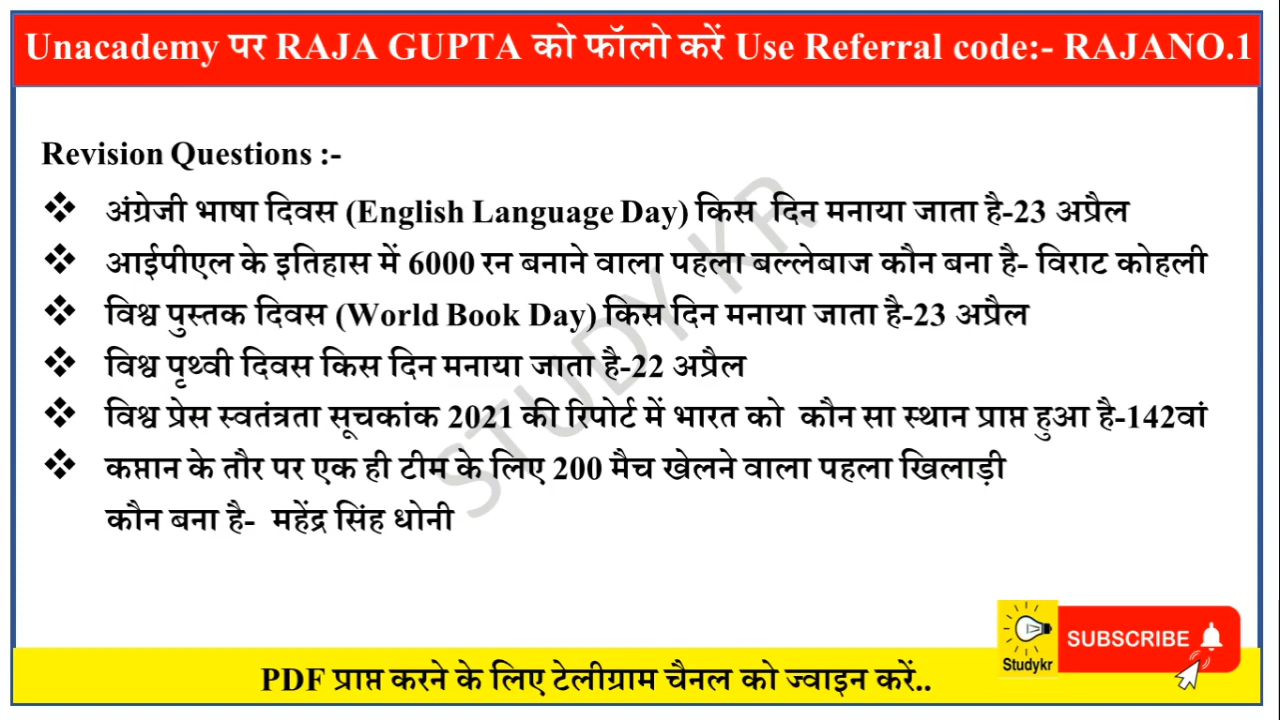 Unacademy पर RAJA GUPTA को फॉलो करें Use Referral code:- RAJANO.1
Revision Questions :-
❖ अंग्रेजी भाषा दिवस (English Language Day) किस दिन मनाया जाता है-23 अप्रैल
❖ आईपीएल के इतिहास में 6000 रन बनाने वाला पहला बल्लेबाज कौन बना है- विराट कोहली
❖ विश्व पुस्तक दिवस (World Book Day) किस दिन मनाया जाता है-23 अप्रैल
❖ विश्व पृथ्वी दिवस किस दिन मनाया जाता है-22 अप्रैल
❖ विश्व प्रेस स्वतंत्रता सूचकांक 2021 की रिपोर्ट में भारत को कौन सा स्थान प्राप्त हुआ है-142वां
❖ कप्तान के तौर पर एक ही टीम के लिए 200 मैच खेलने वाला पहला खिलाड़ी
कौन बना है- महेंद्र सिंह धोनी
STUDY KR
Studykr
SUBSCRIBE
PDF प्राप्त करने के लिए टेलीग्राम चैनल को ज्वाइन करें..